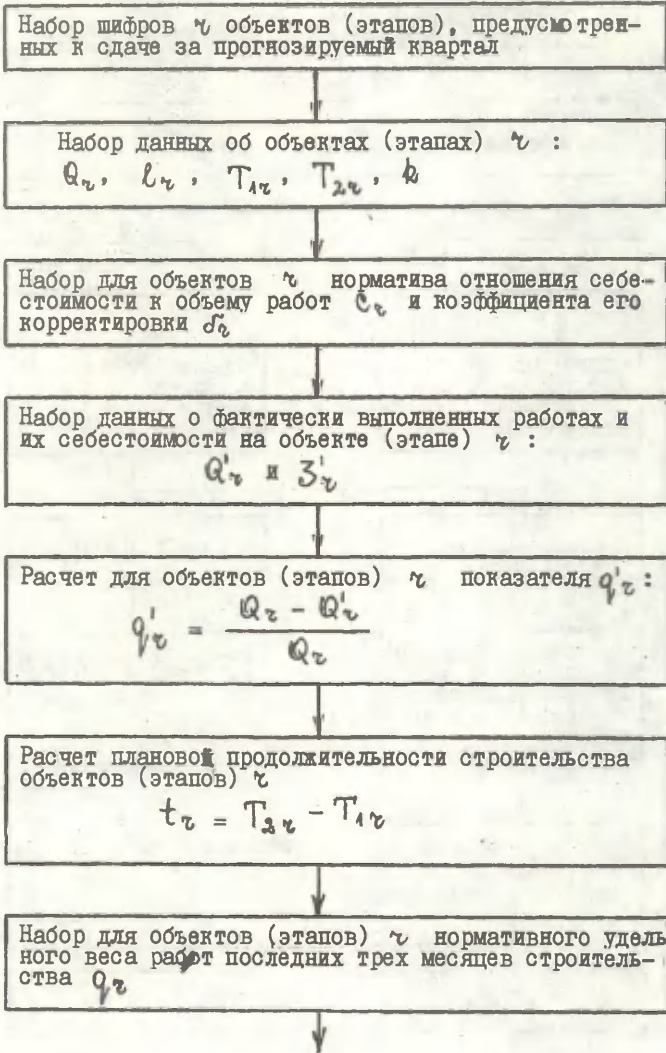 Набор шифров r объектов (этапов), предусмотрен-
ных к сдаче за прогнозируемый квартал
Набор данных об объектах (этапах) r :
Qr, lr, T1r, T2r, k
Набор для объектов r норматива отношения себе-
стоимости к объему работ Cr и коэффициента его
корректировки δr
Набор данных о фактически выполненных работах и
их себестоимости на объекте (этапе) r :
Q'r и З'r
Расчет для объектов (этапов) r показателя q'r :
q'r = (Qr - Q'r) / Qr
Расчет плановой продолжительности строительства
объектов (этапов) r
tr = T2r - T1r
Набор для объектов (этапов) r нормативного удель
ного веса работ последних трех месяцев строитель-
ства qr